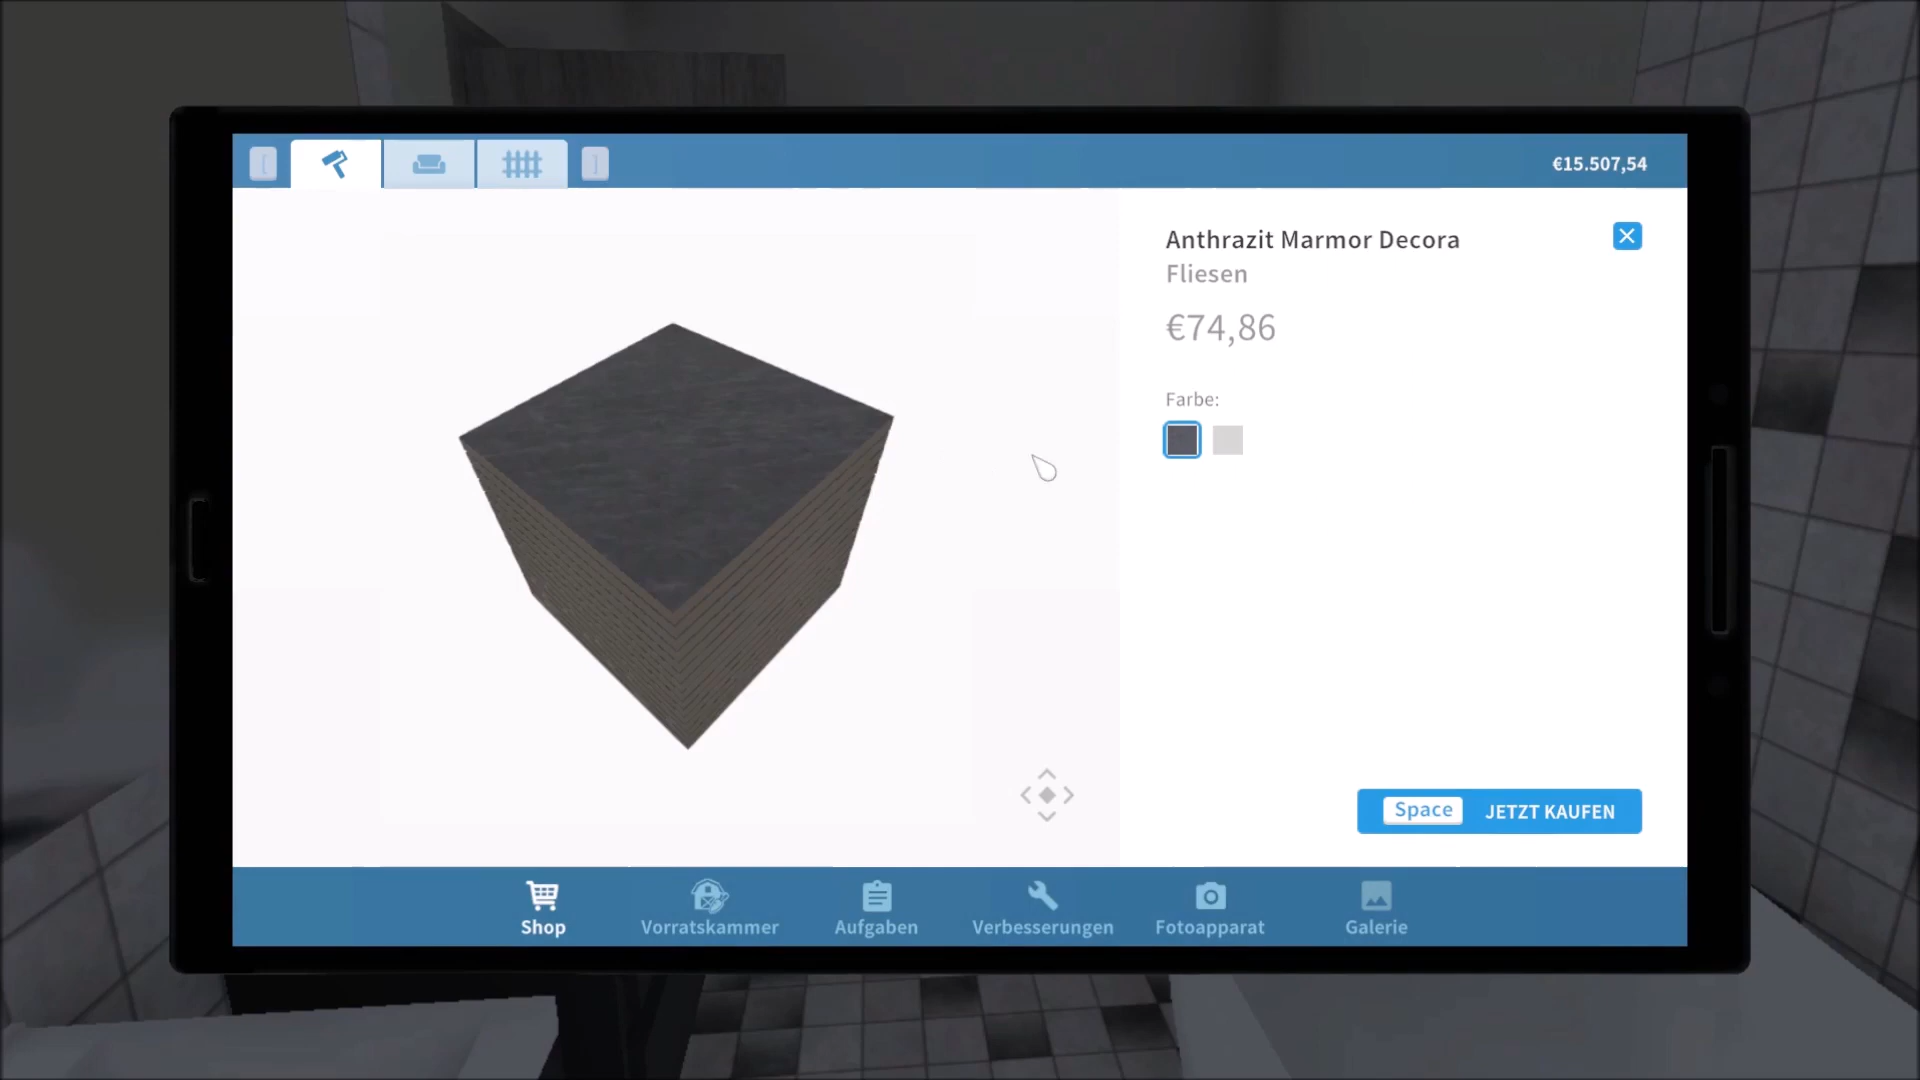 [
]
€15.507,54
Anthrazit Marmor Decora
Fliesen
€74,86
Farbe:
Space JETZT KAUFEN
Shop
Vorratskammer
Aufgaben
Verbesserungen
Fotoapparat
Galerie